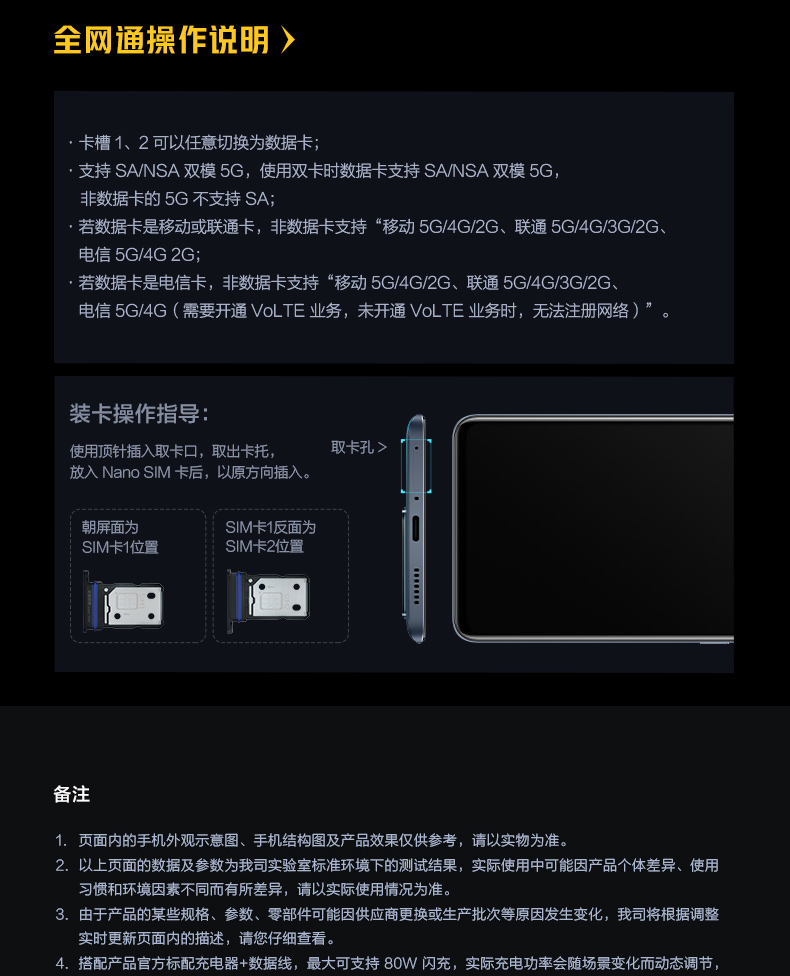 全网通操作说明 >
· 卡槽 1、2 可以任意切换为数据卡；
· 支持 SA/NSA 双模 5G，使用双卡时数据卡支持 SA/NSA 双模 5G，
非数据卡的 5G 不支持 SA；
· 若数据卡是移动或联通卡，非数据卡支持“移动 5G/4G/2G、联通 5G/4G/3G/2G、
电信 5G/4G 2G；
· 若数据卡是电信卡，非数据卡支持“移动 5G/4G/2G、联通 5G/4G/3G/2G、
电信 5G/4G（需要开通 VoLTE 业务，未开通 VoLTE 业务时，无法注册网络）”。
装卡操作指导：
使用顶针插入取卡口，取出卡托，
放入 Nano SIM 卡后，以原方向插入。
取卡孔 >
朝屏面为
SIM卡1位置
SIM卡1反面为
SIM卡2位置
备注
1. 页面内的手机外观示意图、手机结构图及产品效果仅供参考，请以实物为准。
2. 以上页面的数据及参数为我司实验室标准环境下的测试结果，实际使用中可能因产品个体差异、使用
习惯和环境因素不同而有所差异，请以实际使用情况为准。
3. 由于产品的某些规格、参数、零部件可能因供应商更换或生产批次等原因发生变化，我司将根据调整
实时更新页面内的描述，请您仔细查看。
4. 搭配产品官方标配充电器+数据线，最大可支持 80W 闪充，实际充电功率会随场景变化而动态调节，